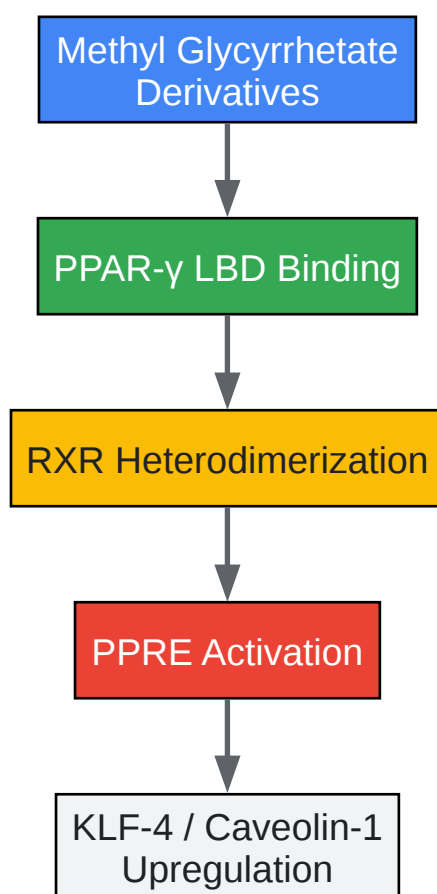 Methyl Glycyrrhetate
Derivatives
PPAR-γ LBD Binding
RXR Heterodimerization
PPRE Activation
KLF-4 / Caveolin-1
Upregulation